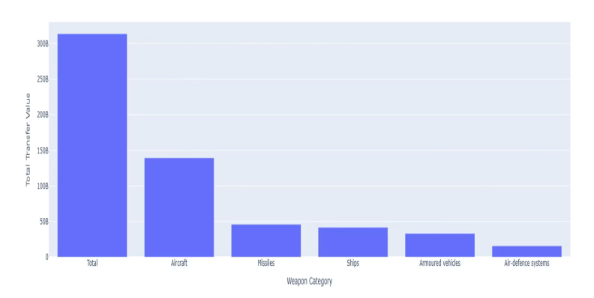 300B
250B
200B
150B
100B
50B
0
Total Transfer Value
Total Aircraft Missiles Ships Armoured vehicles Air-defence systems
Weapon Category